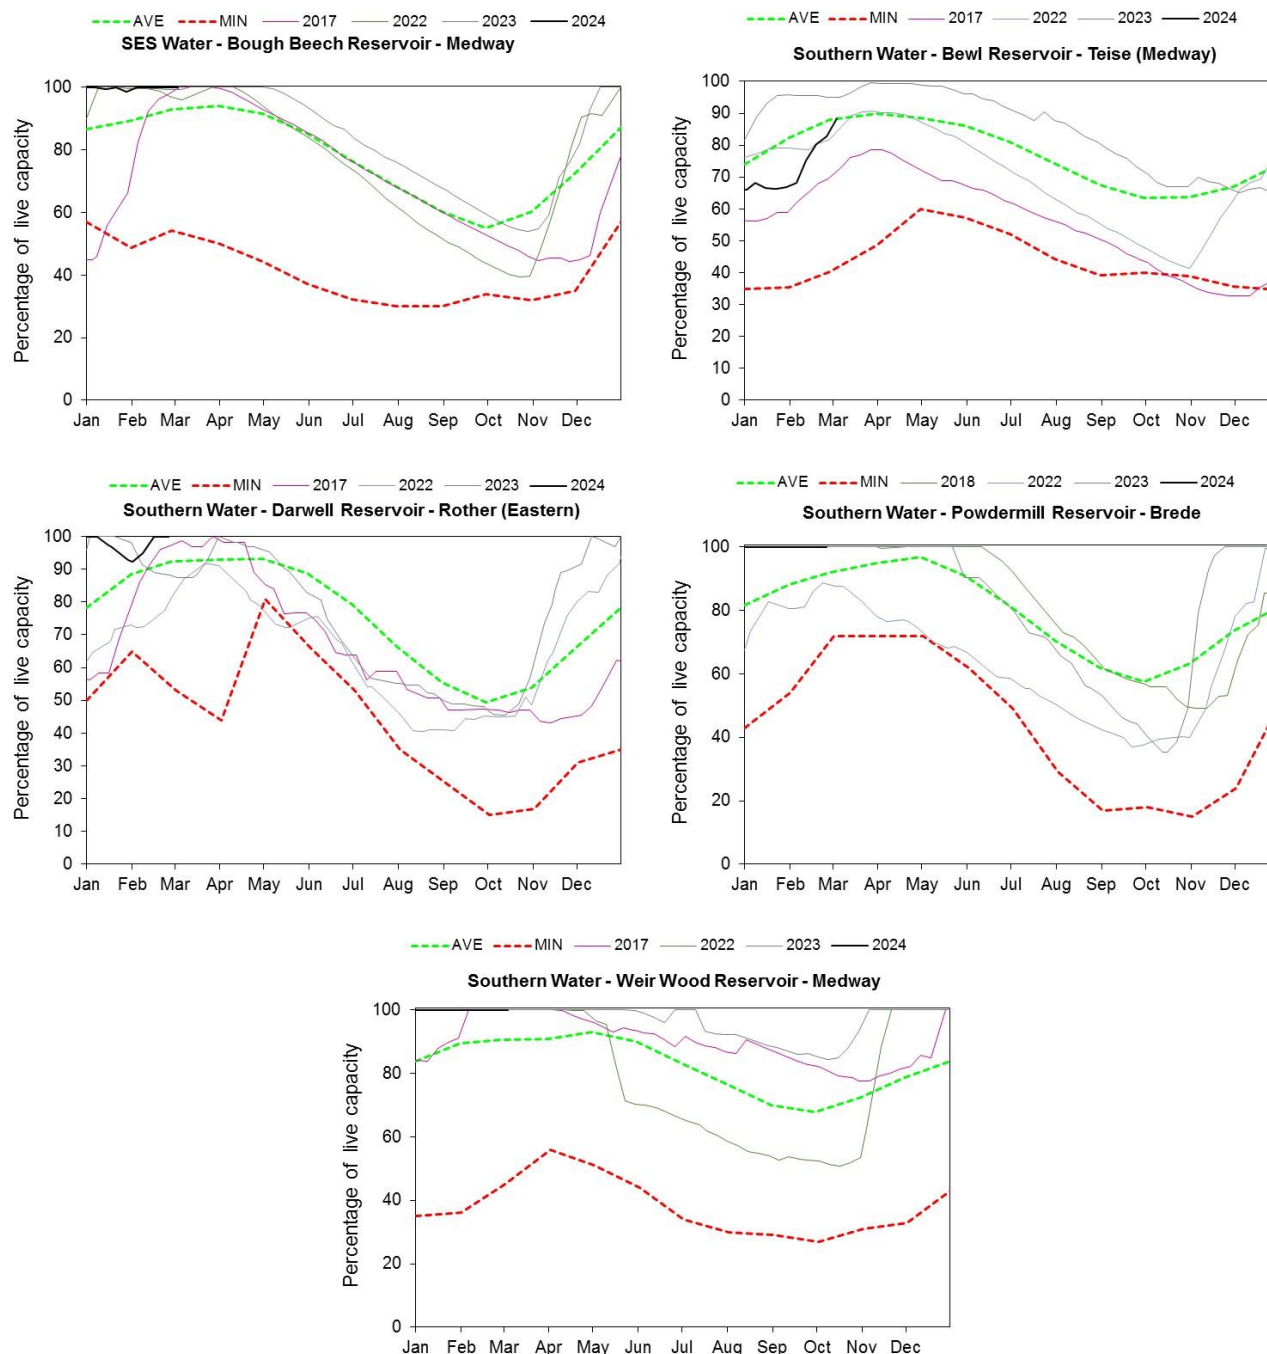 AVE MIN 2017 2022 2023 2024
SES Water - Bough Beech Reservoir - Medway
Percentage of live capacity
100
80
60
40
20
0
Jan Feb Mar Apr May Jun Jul Aug Sep Oct Nov Dec
AVE MIN 2017 2022 2023 2024
Southern Water - Bewl Reservoir - Teise (Medway)
Percentage of live capacity
100
90
80
70
60
50
40
30
20
10
0
Jan Feb Mar Apr May Jun Jul Aug Sep Oct Nov Dec
AVE MIN 2017 2022 2023 2024
Southern Water - Darwell Reservoir - Rother (Eastern)
Percentage of live capacity
100
90
80
70
60
50
40
30
20
10
0
Jan Feb Mar Apr May Jun Jul Aug Sep Oct Nov Dec
AVE MIN 2018 2022 2023 2024
Southern Water - Powdermill Reservoir - Brede
Percentage of live capacity
100
80
60
40
20
0
Jan Feb Mar Apr May Jun Jul Aug Sep Oct Nov Dec
AVE MIN 2017 2022 2023 2024
Southern Water - Weir Wood Reservoir - Medway
Percentage of live capacity
100
80
60
40
20
0
Jan Feb Mar Apr May Jun Jul Aug Sep Oct Nov Dec